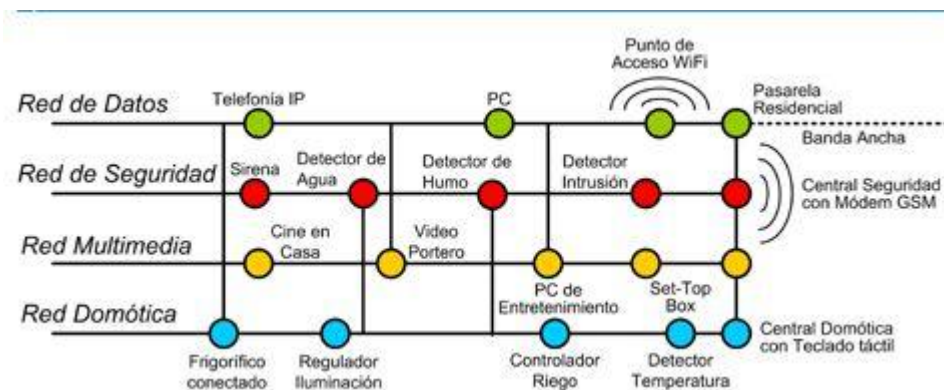 Punto de
Acceso WiFi
Red de Datos
Telefonía IP
PC
Pasarela
Residencial
Banda Ancha
Red de Seguridad
Sirena
Detector de
Agua
Detector de
Humo
Detector
Intrusión
Central Seguridad
con Módem GSM
Red Multimedia
Cine en
Casa
Video
Portero
PC de
Entretenimiento
Set-Top
Box
Red Domótica
Frigorífico
conectado
Regulador
Iluminación
Controlador
Riego
Detector
Temperatura
Central Domótica
con Teclado táctil